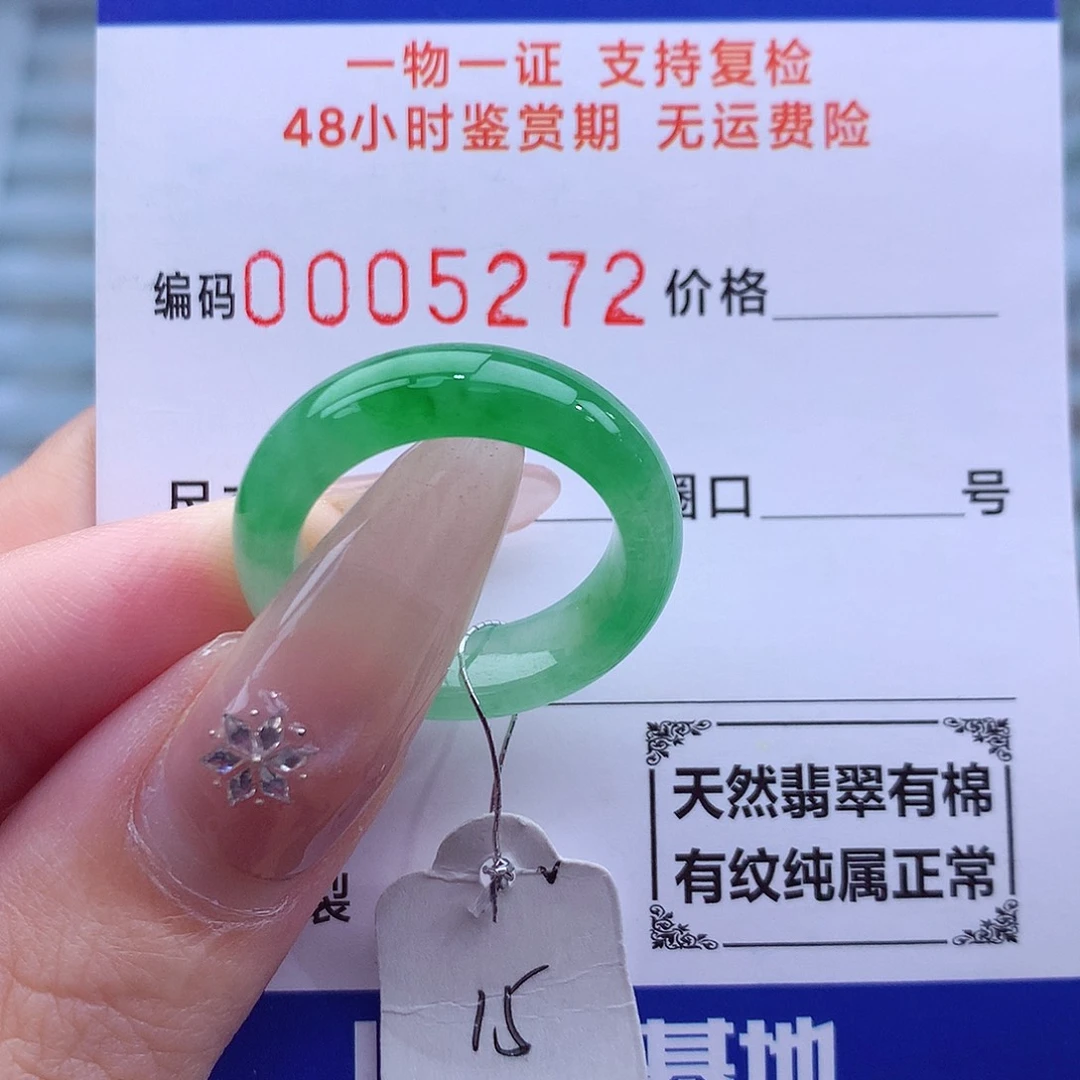 一物一证 支持复检
48小时鉴赏期 无运费险
编码0005272 价格
圈口 号
天然翡翠有棉
有纹纯属正常
15
基地